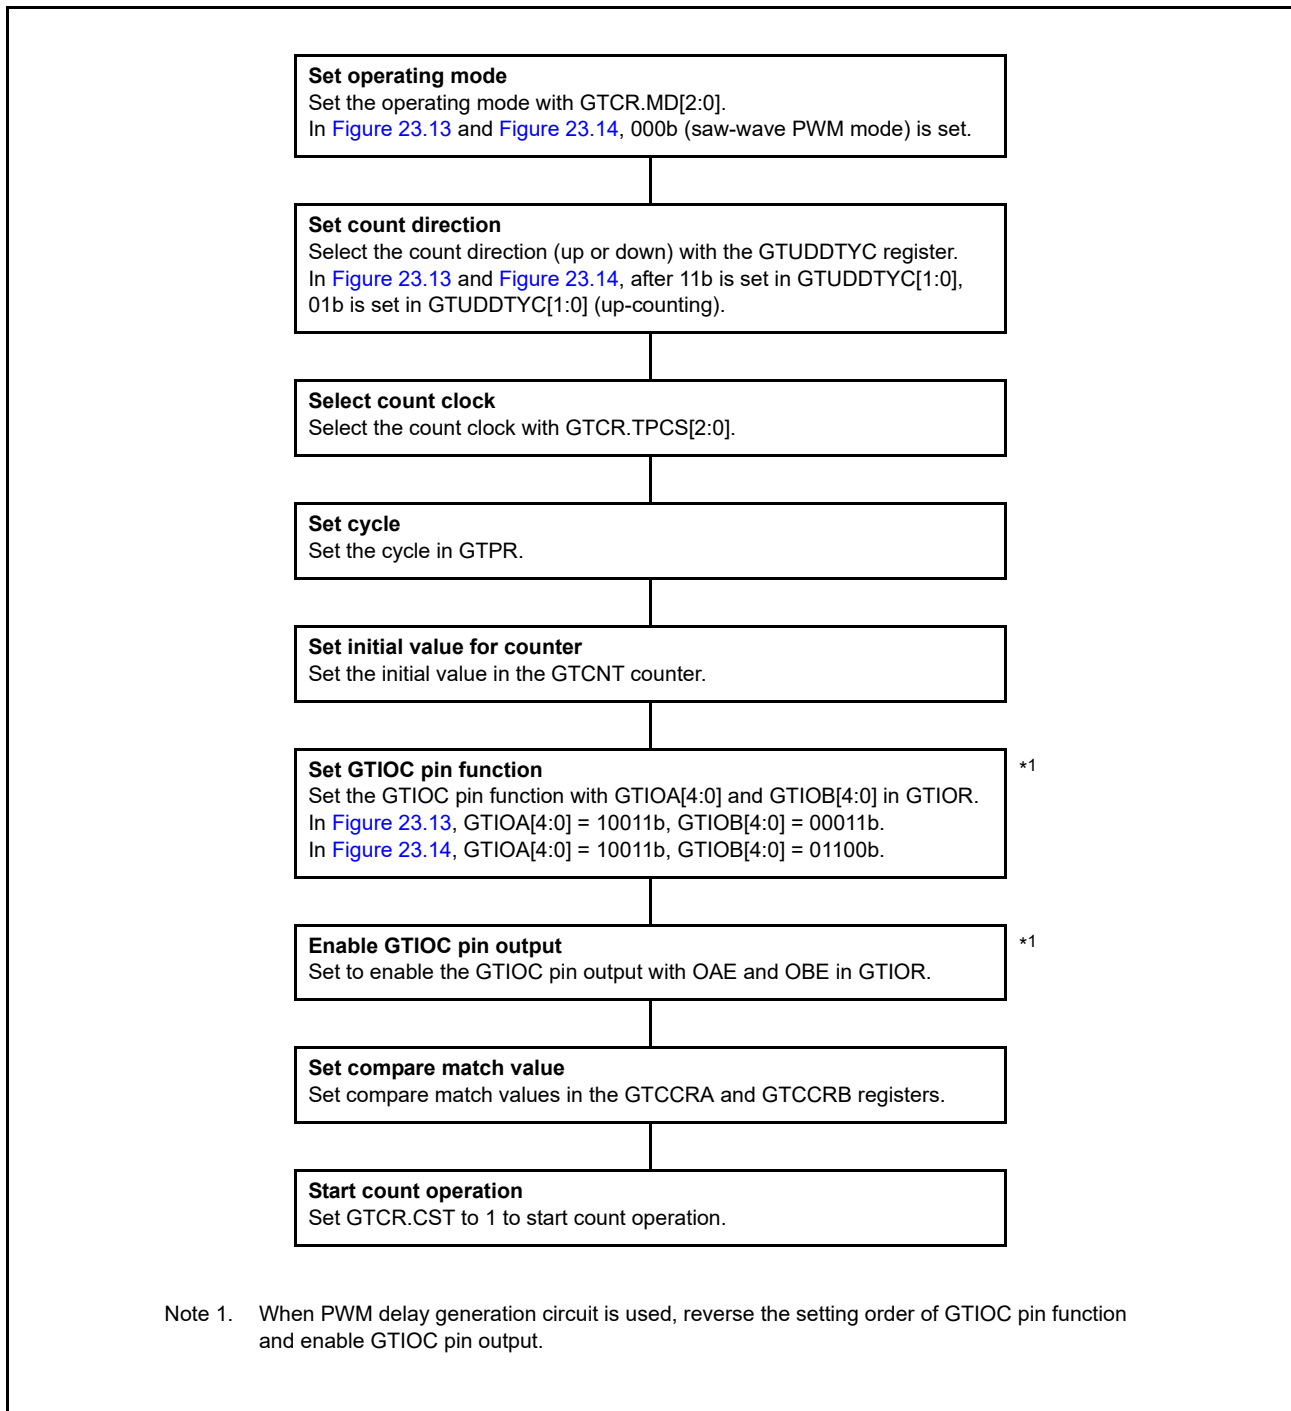 Set operating mode
Set the operating mode with GTCR.MD[2:0].
In Figure 23.13 and Figure 23.14, 000b (saw-wave PWM mode) is set.
Set count direction
Select the count direction (up or down) with the GTUDDTYC register.
In Figure 23.13 and Figure 23.14, after 11b is set in GTUDDTYC[1:0],
01b is set in GTUDDTYC[1:0] (up-counting).
Select count clock
Select the count clock with GTCR.TPCS[2:0].
Set cycle
Set the cycle in GTPR.
Set initial value for counter
Set the initial value in the GTCNT counter.
Set GTIOC pin function *1
Set the GTIOC pin function with GTIOA[4:0] and GTIOB[4:0] in GTIOR.
In Figure 23.13, GTIOA[4:0] = 10011b, GTIOB[4:0] = 00011b.
In Figure 23.14, GTIOA[4:0] = 10011b, GTIOB[4:0] = 01100b.
Enable GTIOC pin output *1
Set to enable the GTIOC pin output with OAE and OBE in GTIOR.
Set compare match value
Set compare match values in the GTCCRA and GTCCRB registers.
Start count operation
Set GTCR.CST to 1 to start count operation.
Note 1. When PWM delay generation circuit is used, reverse the setting order of GTIOC pin function
and enable GTIOC pin output.